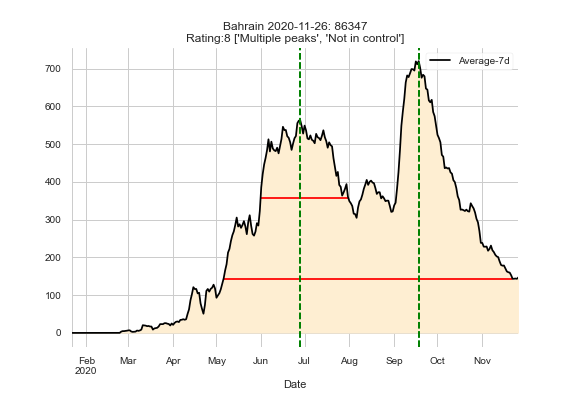 Bahrain 2020-11-26: 86347
Rating:8 ['Multiple peaks', 'Not in control']
Average-7d
700
600
500
400
300
200
100
0
Feb Mar Apr May Jun Jul Aug Sep Oct Nov
2020
Date